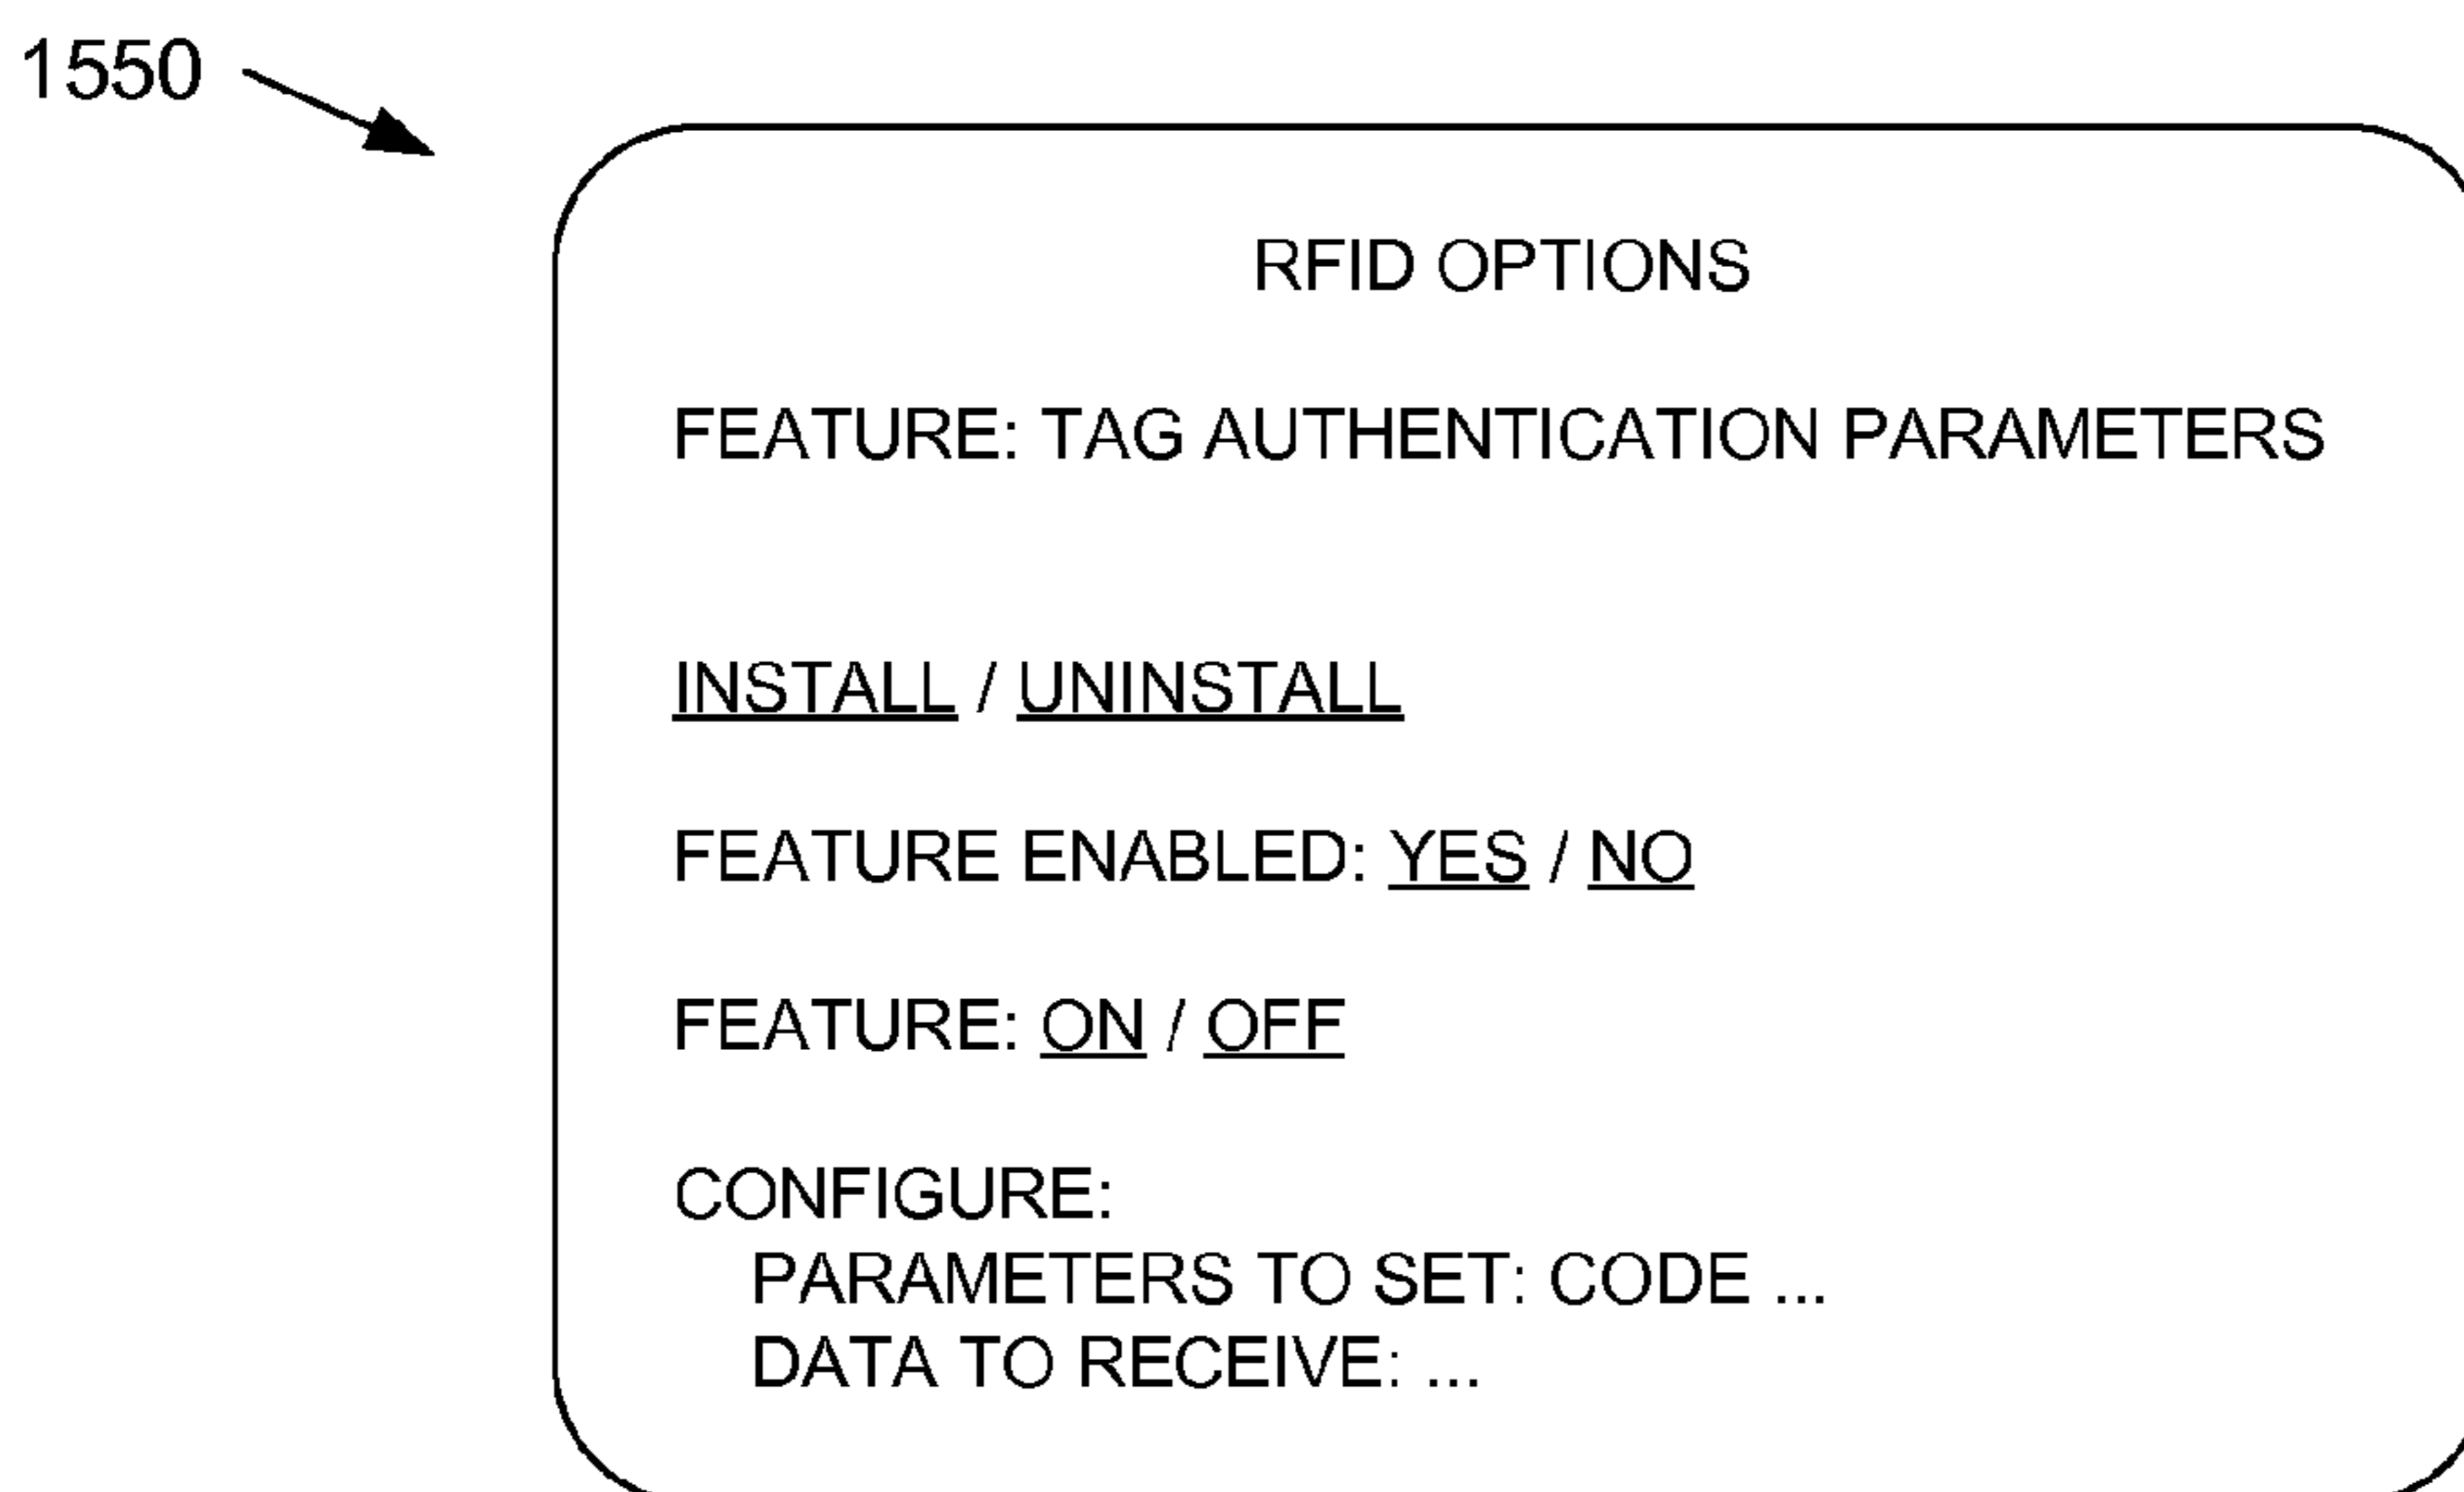 1550
RFID OPTIONS
FEATURE: TAG AUTHENTICATION PARAMETERS
INSTALL / UNINSTALL
FEATURE ENABLED: YES / NO
FEATURE: ON / OFF
CONFIGURE:
PARAMETERS TO SET: CODE ...
DATA TO RECEIVE: ...